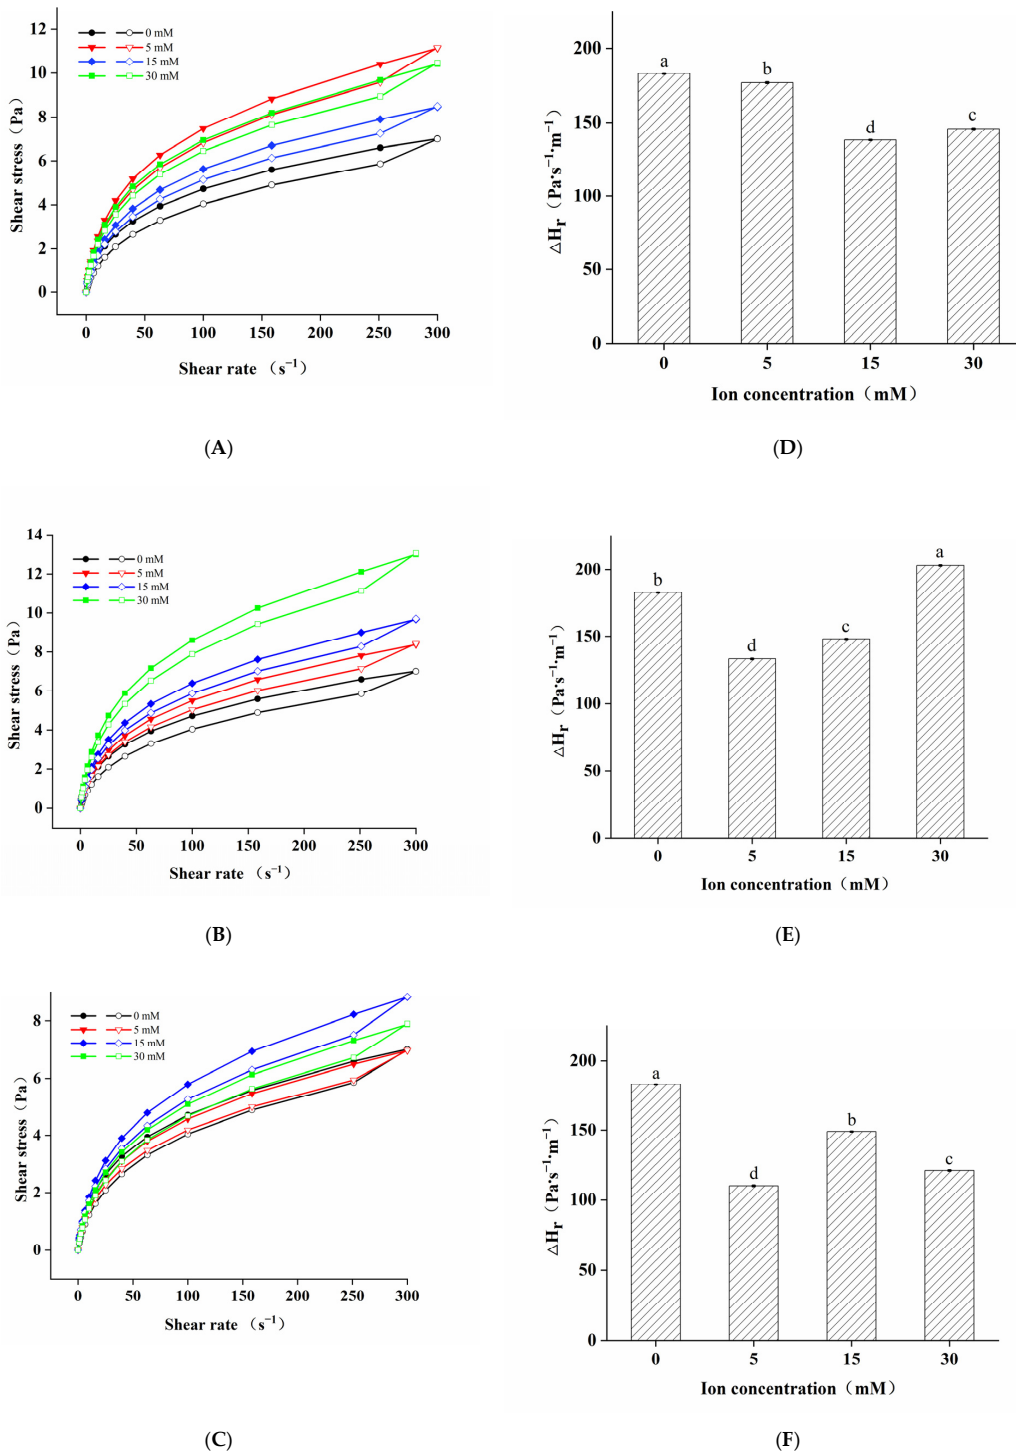 12
10
8
6
4
2
0
Shear stress（Pa）
0 mM
5 mM
15 mM
30 mM
0 50 100 150 200 250 300
Shear rate （s⁻¹）
(A)
200
150
100
50
0
△Hᵣ（Pa·s⁻¹·m⁻¹）
a b d c
0 5 15 30
Ion concentration（mM）
(D)
14
12
10
8
6
4
2
0
Shear stress（Pa）
0 mM
5 mM
15 mM
30 mM
0 50 100 150 200 250 300
Shear rate （s⁻¹）
(B)
200
150
100
50
0
△Hᵣ（Pa·s⁻¹·m⁻¹）
b d c a
0 5 15 30
Ion concentration（mM）
(E)
8
6
4
2
0
Shear stress（Pa）
0 mM
5 mM
15 mM
30 mM
0 50 100 150 200 250 300
Shear rate （s⁻¹）
(C)
200
150
100
50
0
△Hᵣ（Pa·s⁻¹·m⁻¹）
a d b c
0 5 15 30
Ion concentration（mM）
(F)